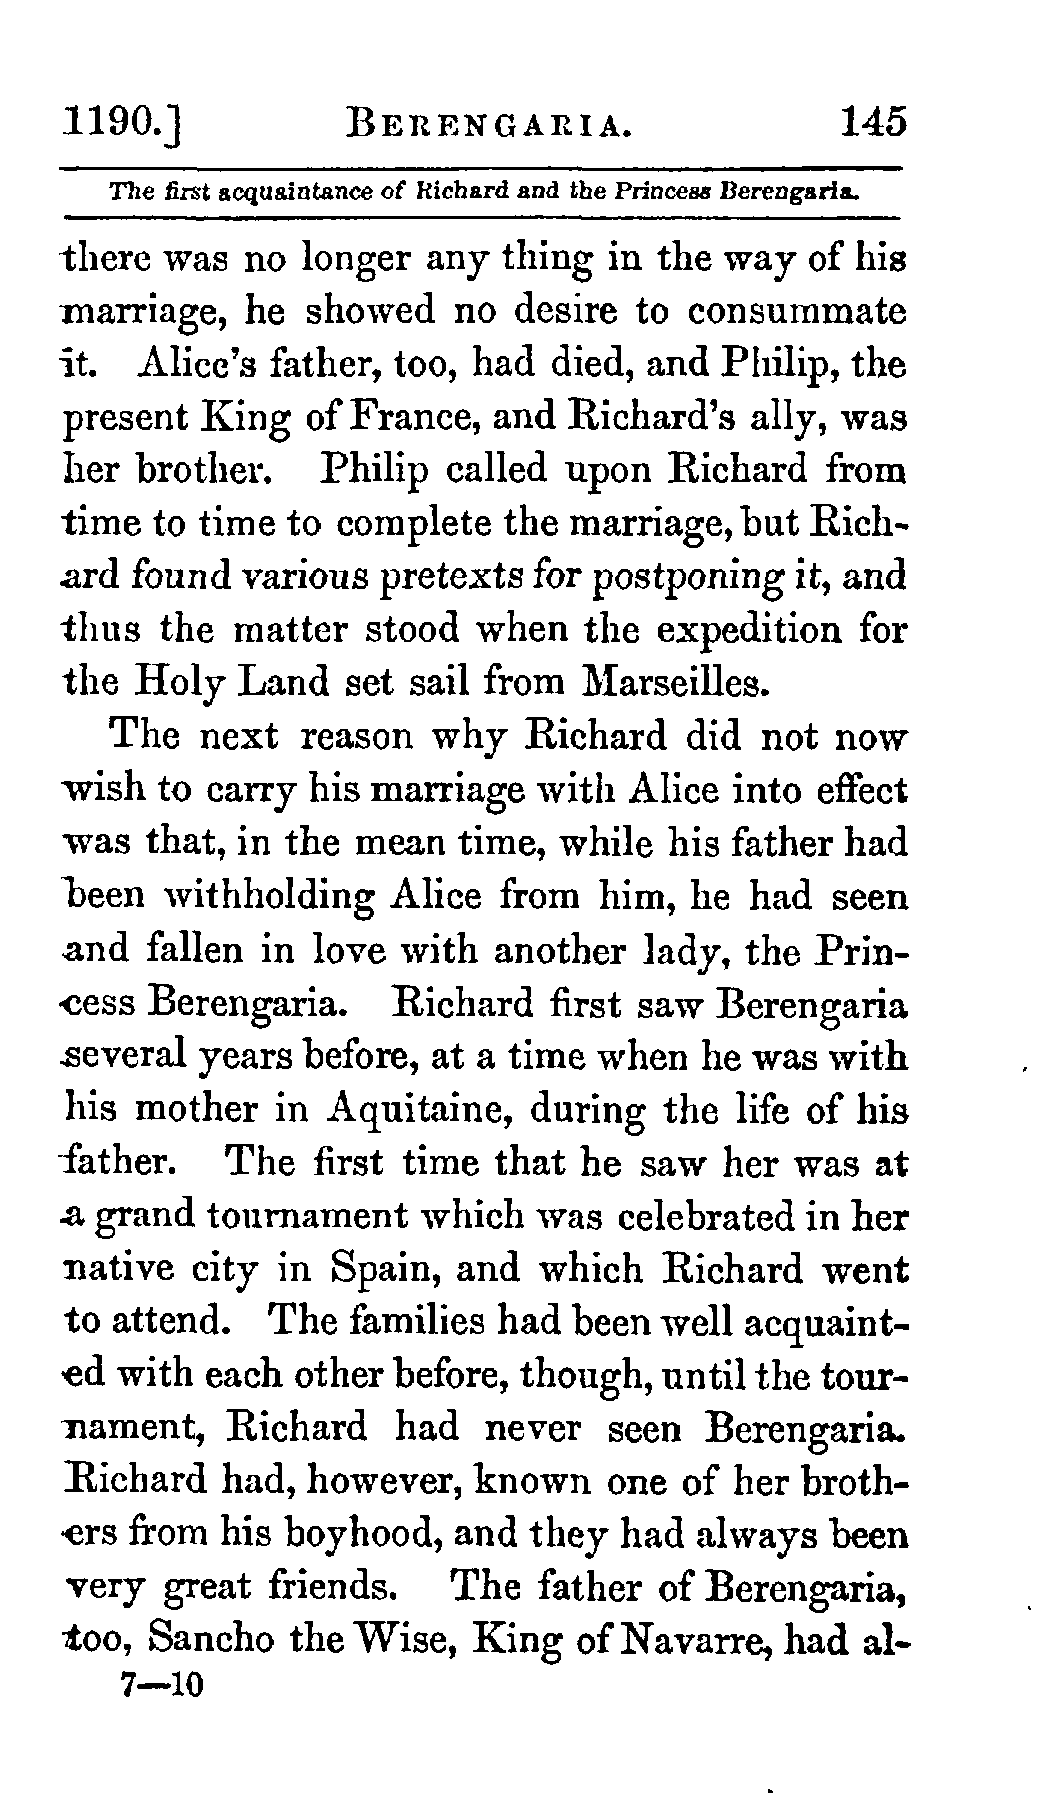 1190.] BERENGARIA. 145
The first acquaintance of Richard and the Princess Berengaria.
there was no longer any thing in the way of his
marriage, he showed no desire to consummate
it. Alice's father, too, had died, and Philip, the
present King of France, and Richard's ally, was
her brother. Philip called upon Richard from
time to time to complete the marriage, but Rich-
ard found various pretexts for postponing it, and
thus the matter stood when the expedition for
the Holy Land set sail from Marseilles.
The next reason why Richard did not now
wish to carry his marriage with Alice into effect
was that, in the mean time, while his father had
been withholding Alice from him, he had seen
and fallen in love with another lady, the Prin-
cess Berengaria. Richard first saw Berengaria
several years before, at a time when he was with
his mother in Aquitaine, during the life of his
father. The first time that he saw her was at
a grand tournament which was celebrated in her
native city in Spain, and which Richard went
to attend. The families had been well acquaint-
ed with each other before, though, until the tour-
nament, Richard had never seen Berengaria.
Richard had, however, known one of her broth-
ers from his boyhood, and they had always been
very great friends. The father of Berengaria,
too, Sancho the Wise, King of Navarre, had al-
7—10